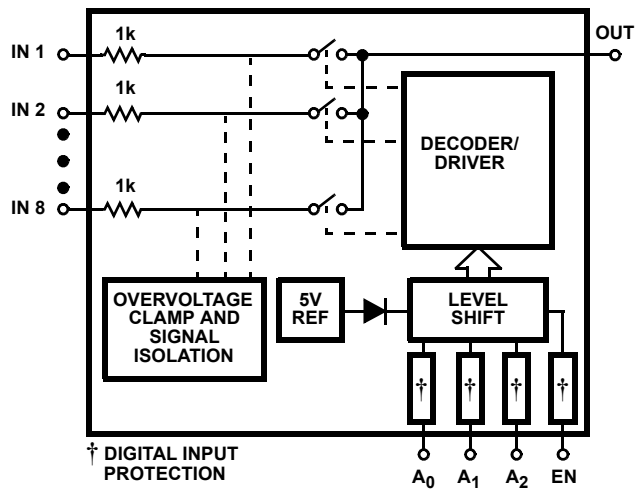 1k
OUT
IN 1
1k
IN 2
DECODER/
DRIVER
1k
IN 8
OVERVOLTAGE
CLAMP AND
SIGNAL
ISOLATION
5V
REF
LEVEL
SHIFT
† † † †
† DIGITAL INPUT
PROTECTION
A0 A1 A2 EN